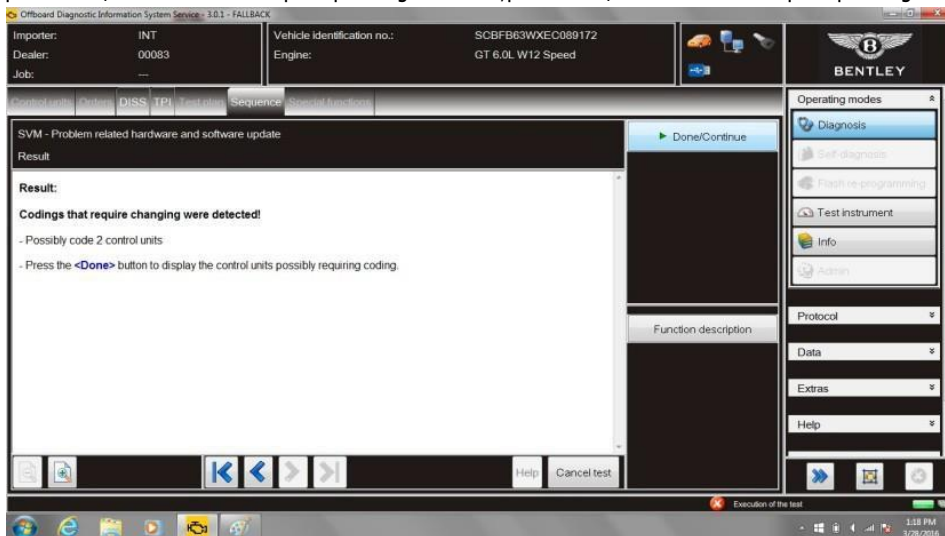 Offboard Diagnostic Information System Service - 3.0.1 - FALLBACK
Importer: INT
Dealer: 00083
Job: ---
Vehicle identification no.: SCBFB63WXEC089172
Engine: GT 6.0L W12 Speed
BENTLEY
Control units Orders DISS TPI Test plan Sequence Special functions
Operating modes
SVM - Problem related hardware and software update
Result
Done/Continue
Diagnosis
Self-diagnosis
Flash re-programming
Test instrument
Info
Admin
Result:
Codings that require changing were detected!
- Possibly code 2 control units
- Press the <Done> button to display the control units possibly requiring coding.
Function description
Protocol
Data
Extras
Help
Help
Cancel test
Execution of the test
1:18 PM
3/28/2016